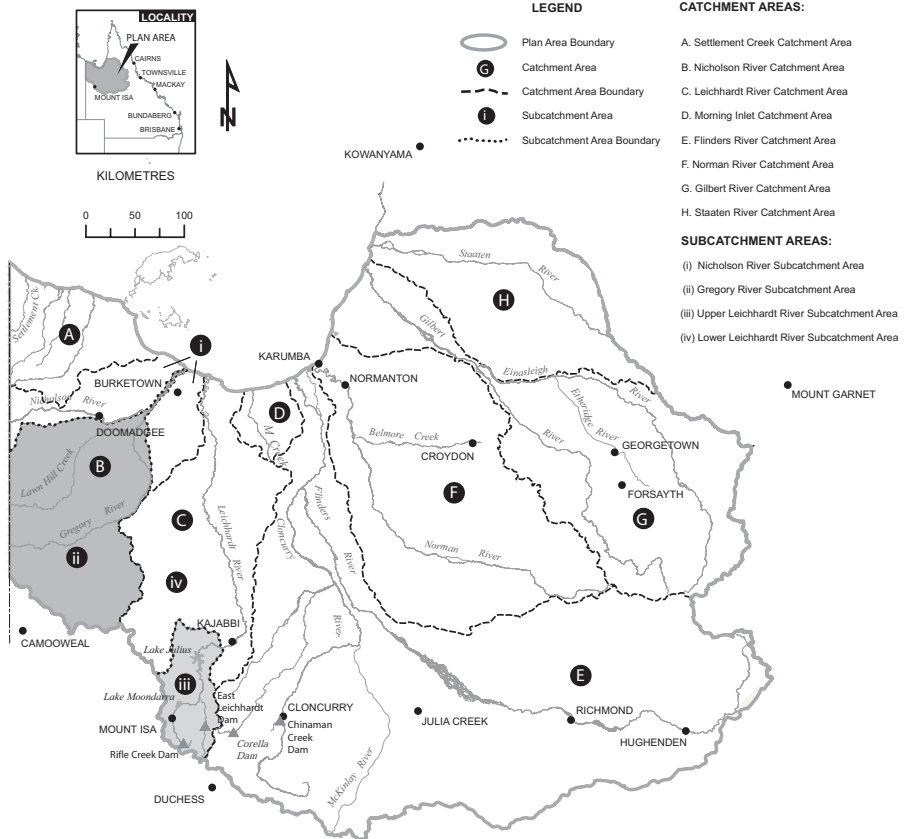 LOCALITY
PLAN AREA
CAIRNS
TOWNSVILLE
MACKAY
MOUNT ISA
BUNDABERG
BRISBANE
N
KILOMETRES
0 50 100
LEGEND
Plan Area Boundary
G Catchment Area
Catchment Area Boundary
i Subcatchment Area
Subcatchment Area Boundary
CATCHMENT AREAS:
A. Settlement Creek Catchment Area
B. Nicholson River Catchment Area
C. Leichhardt River Catchment Area
D. Morning Inlet Catchment Area
E. Flinders River Catchment Area
F. Norman River Catchment Area
G. Gilbert River Catchment Area
H. Staaten River Catchment Area
SUBCATCHMENT AREAS:
(i) Nicholson River Subcatchment Area
(ii) Gregory River Subcatchment Area
(iii) Upper Leichhardt River Subcatchment Area
(iv) Lower Leichhardt River Subcatchment Area
KOWANYAMA
Staaten River
H
Settlement Ck
A
i
Gilbert River
KARUMBA
BURKETOWN
NORMANTON
Einasleigh River
MOUNT GARNET
Nicholson River
DOOMADGEE
D
M. Creek
Etheridge River
Belmore Creek
CROYDON
GEORGETOWN
FORSAYTH
B
Lawn Hill Creek
Gregory River
F
G
C
Leichhardt River
Cloncurry River
Flinders River
Norman River
ii
iv
KAJABBI
CAMOOWEAL
Lake Julius
iii
E
Lake Moondarra
East
Leichhardt
Dam
CLONCURRY
Chinaman
Creek
Dam
JULIA CREEK
RICHMOND
HUGHENDEN
MOUNT ISA
Corella
Dam
Rifle Creek Dam
McKinlay River
DUCHESS